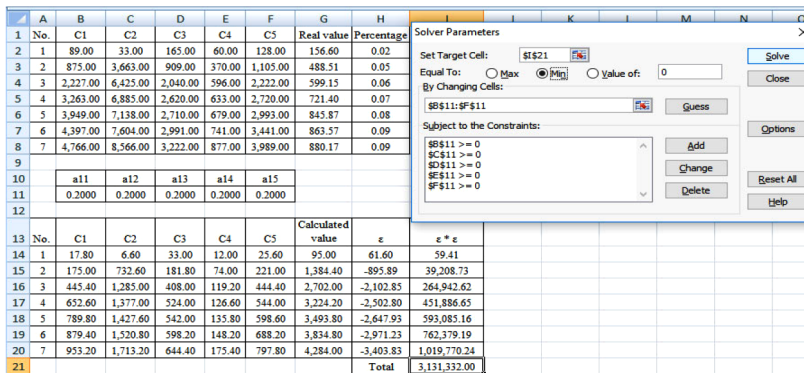 A B C D E F G H I J K L M N O
1 No. C1 C2 C3 C4 C5 Real value Percentage
2 1 89.00 33.00 165.00 60.00 128.00 156.60 0.02
3 2 875.00 3,663.00 909.00 370.00 1,105.00 488.51 0.05
4 3 2,227.00 6,425.00 2,040.00 596.00 2,222.00 599.15 0.06
5 4 3,263.00 6,885.00 2,620.00 633.00 2,720.00 721.40 0.07
6 5 3,949.00 7,138.00 2,710.00 679.00 2,993.00 845.87 0.08
7 6 4,397.00 7,604.00 2,991.00 741.00 3,441.00 863.57 0.09
8 7 4,766.00 8,566.00 3,222.00 877.00 3,989.00 880.17 0.09
9
10 a11 a12 a13 a14 a15
11 0.2000 0.2000 0.2000 0.2000 0.2000
12
13 No. C1 C2 C3 C4 C5 Calculated value ε ε * ε
14 1 17.80 6.60 33.00 12.00 25.60 95.00 61.60 59.41
15 2 175.00 732.60 181.80 74.00 221.00 1,384.40 -895.89 39,208.73
16 3 445.40 1,285.00 408.00 119.20 444.40 2,702.00 -2,102.85 264,942.62
17 4 652.60 1,377.00 524.00 126.60 544.00 3,224.20 -2,502.80 451,886.65
18 5 789.80 1,427.60 542.00 135.80 598.60 3,493.80 -2,647.93 593,085.16
19 6 879.40 1,520.80 598.20 148.20 688.20 3,834.80 -2,971.23 762,379.19
20 7 953.20 1,713.20 644.40 175.40 797.80 4,284.00 -3,403.83 1,019,770.24
21 Total 3,131,332.00
Solver Parameters
Set Target Cell: $I$21 Solve
Equal To: Max Min Value of: 0 Close
By Changing Cells:
$B$11:$F$11 Guess
Subject to the Constraints: Options
$B$11 >= 0 Add
$C$11 >= 0
$D$11 >= 0 Change
$E$11 >= 0 Reset All
$F$11 >= 0 Delete
Help